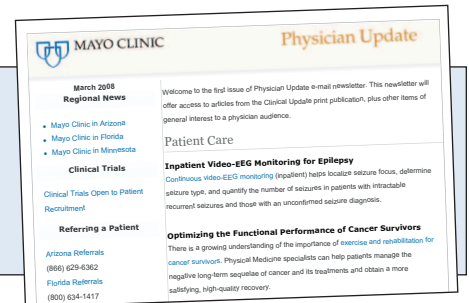 MAYO CLINIC
Physician Update
March 2008
Regional News
Mayo Clinic in Arizona
Mayo Clinic in Florida
Mayo Clinic in Minnesota
Clinical Trials
Clinical Trials Open to Patient
Recruitment
Referring a Patient
Arizona Referrals
(866) 629-6362
Florida Referrals
(800) 634-1417
Welcome to the first issue of Physician Update e-mail newsletter. This newsletter will
offer access to articles from the Clinical Update print publication, plus other items of
general interest to a physician audience.
Patient Care
Inpatient Video-EEG Monitoring for Epilepsy
Continuous video-EEG monitoring (inpatient) helps localize seizure focus, determine
seizure type, and quantify the number of seizures in patients with intractable
recurrent seizures and those with an unconfirmed seizure diagnosis.
Optimizing the Functional Performance of Cancer Survivors
There is a growing understanding of the importance of exercise and rehabilitation for
cancer survivors. Physical Medicine specialists can help patients manage the
negative long-term sequelae of cancer and its treatments and obtain a more
satisfying, high-quality recovery.